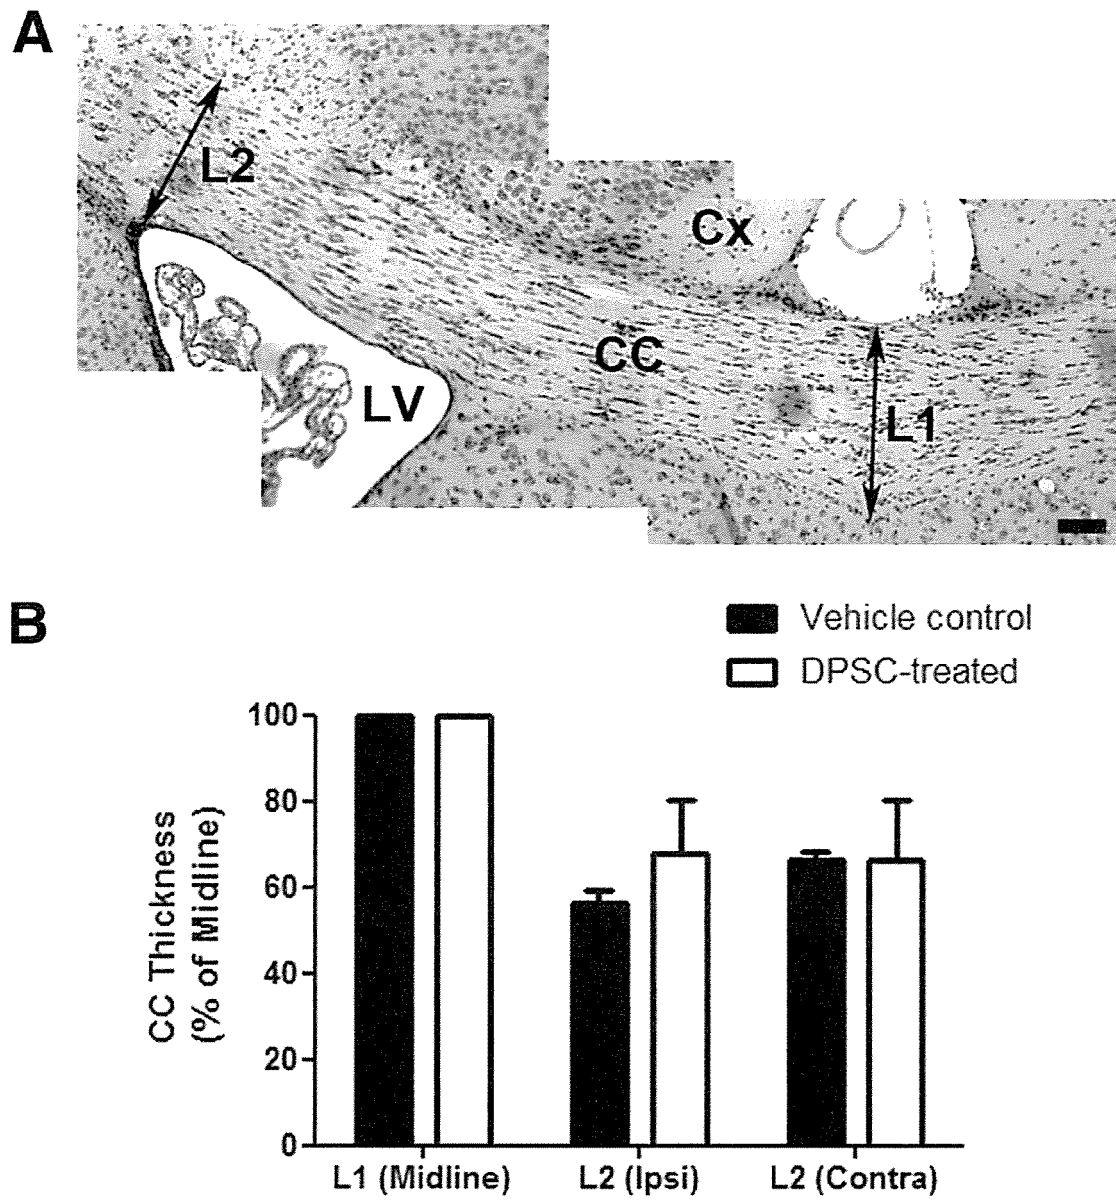 A
L2
Cx
CC
LV
L1
B
Vehicle control
DPSC-treated
CC Thickness
(% of Midline)
100
80
60
40
20
0
L1 (Midline)
L2 (Ipsi)
L2 (Contra)